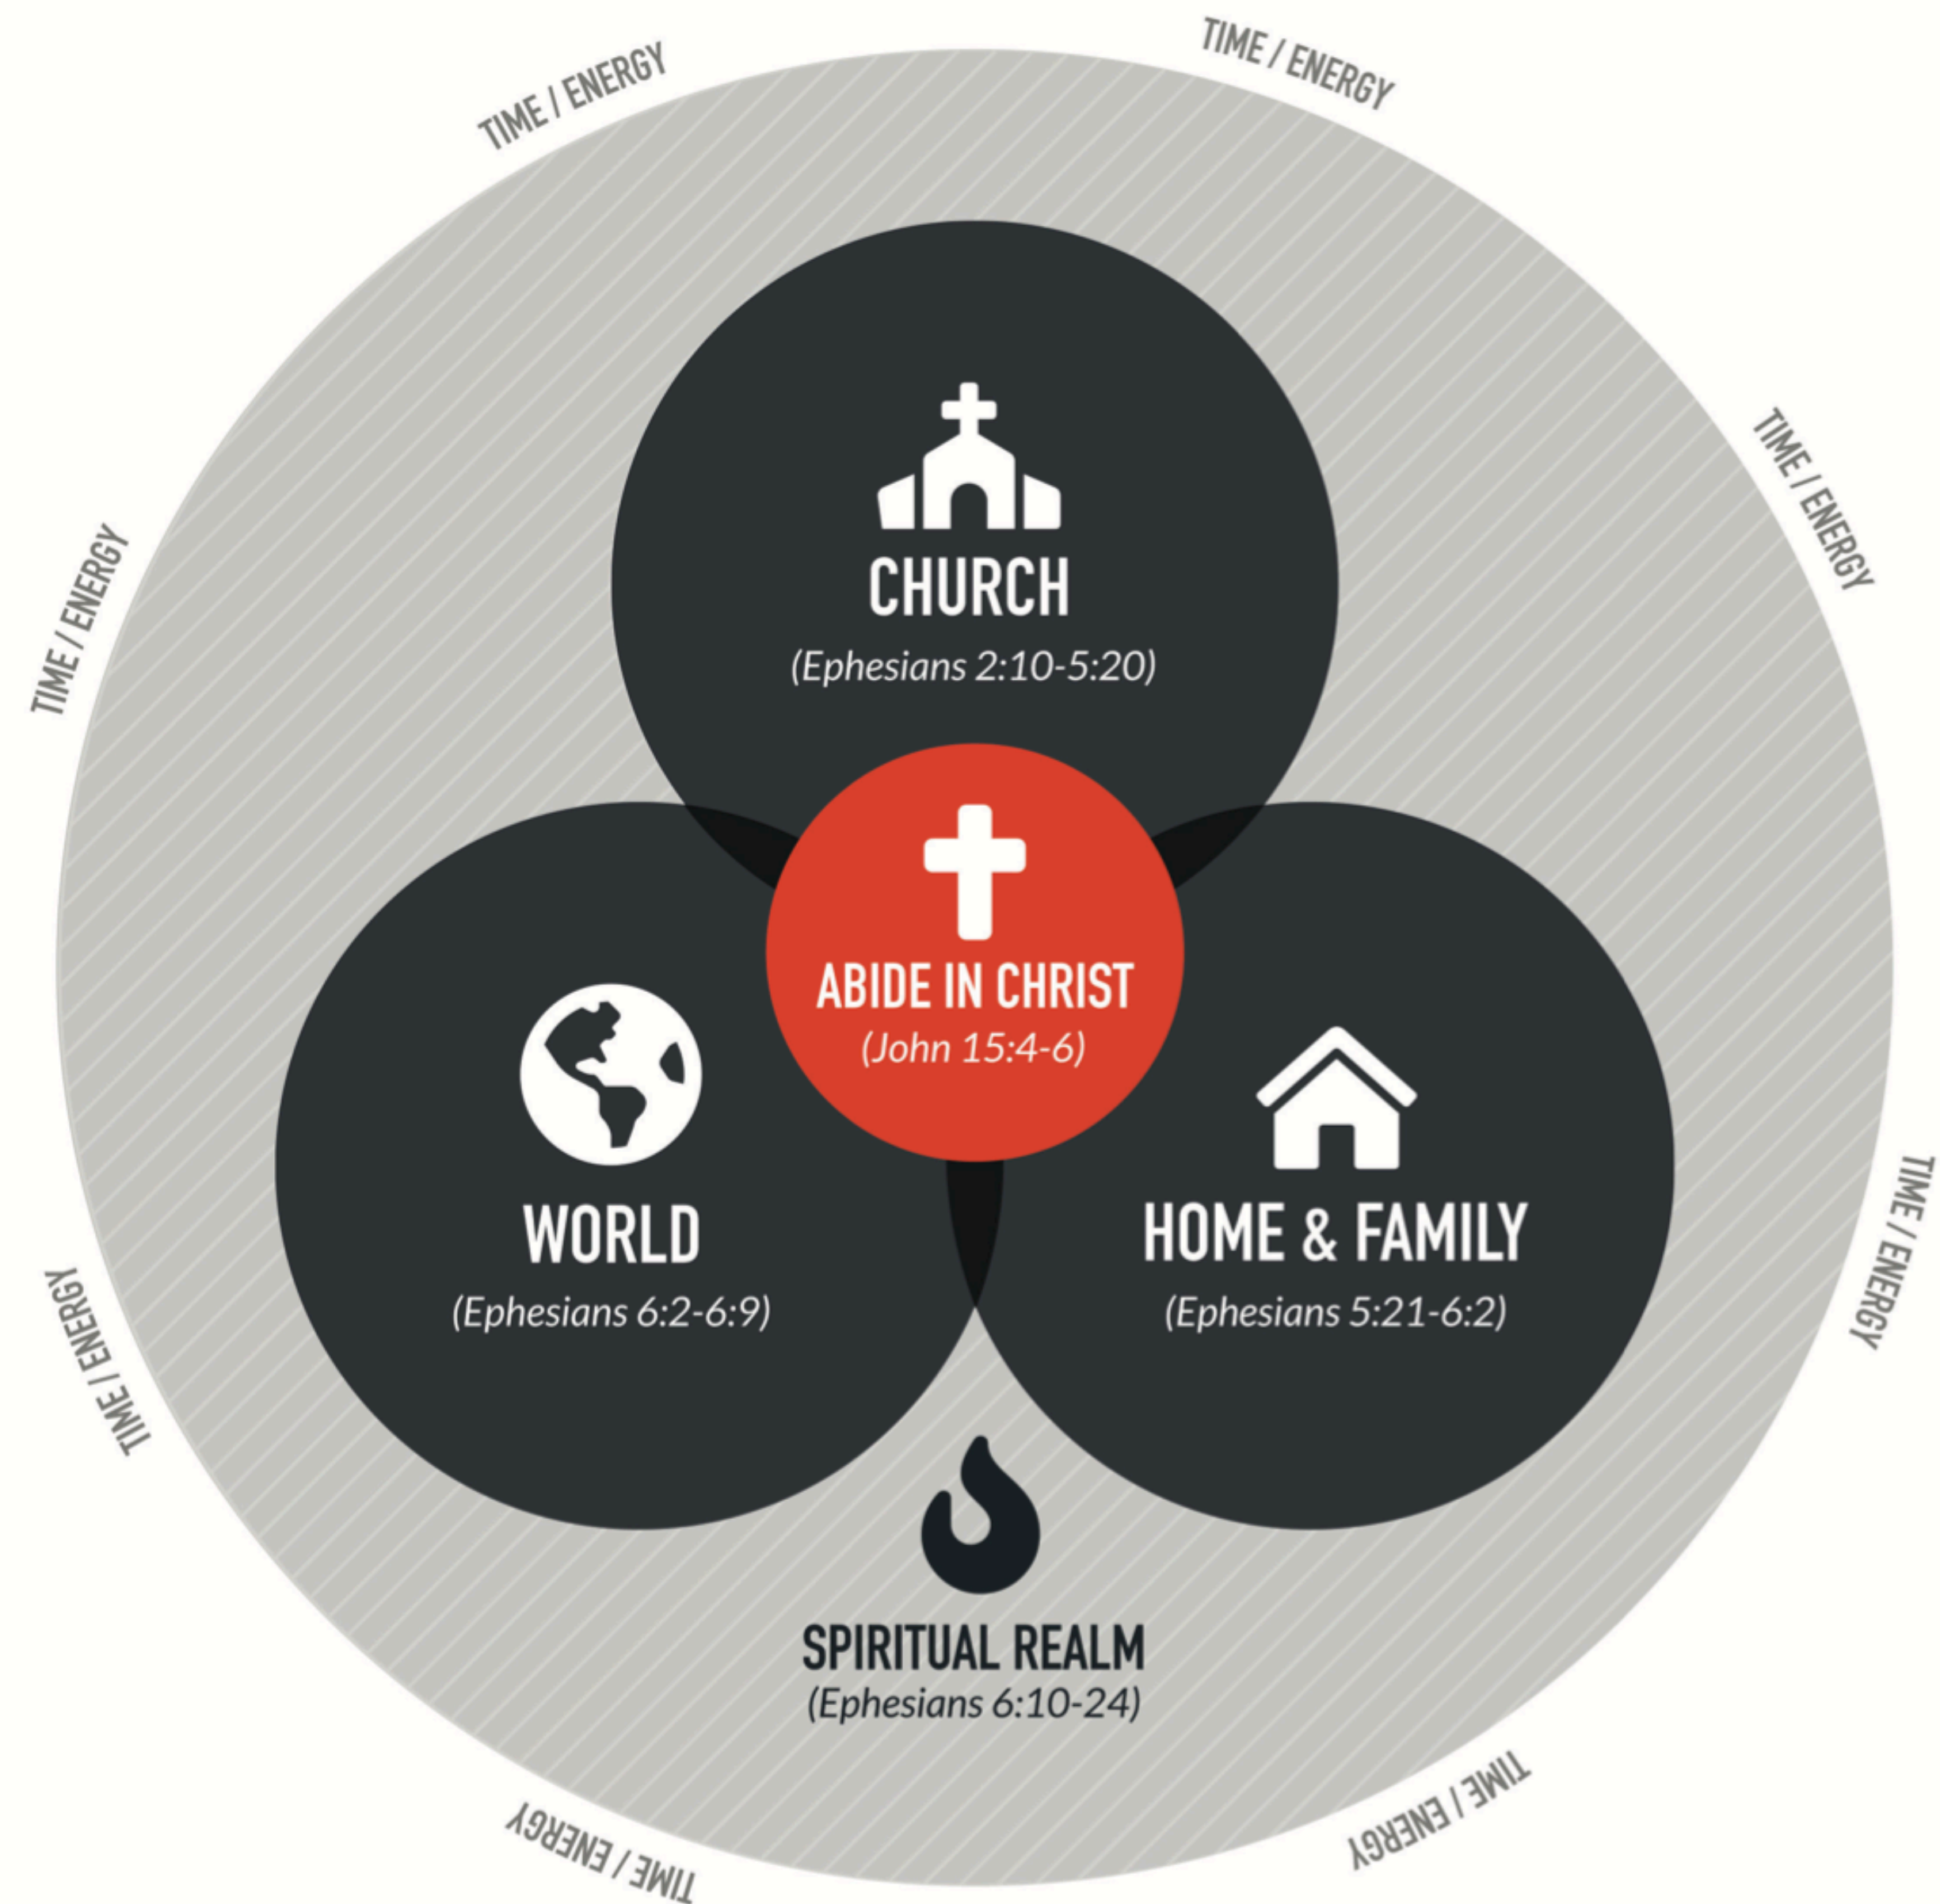 TIME / ENERGY
TIME / ENERGY
TIME / ENERGY
TIME / ENERGY
CHURCH
(Ephesians 2:10-5:20)
ABIDE IN CHRIST
(John 15:4-6)
WORLD
(Ephesians 6:2-6:9)
HOME & FAMILY
(Ephesians 5:21-6:2)
TIME / ENERGY
TIME / ENERGY
SPIRITUAL REALM
(Ephesians 6:10-24)
TIME / ENERGY
TIME / ENERGY